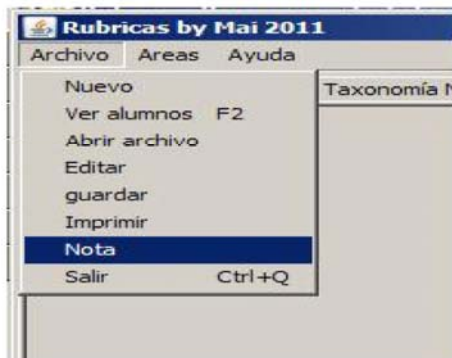 Rubricas by Mai 2011
Archivo Areas Ayuda
Nuevo
Taxonomía
Ver alumnos F2
Abrir archivo
Editar
guardar
Imprimir
Nota
Salir Ctrl+Q